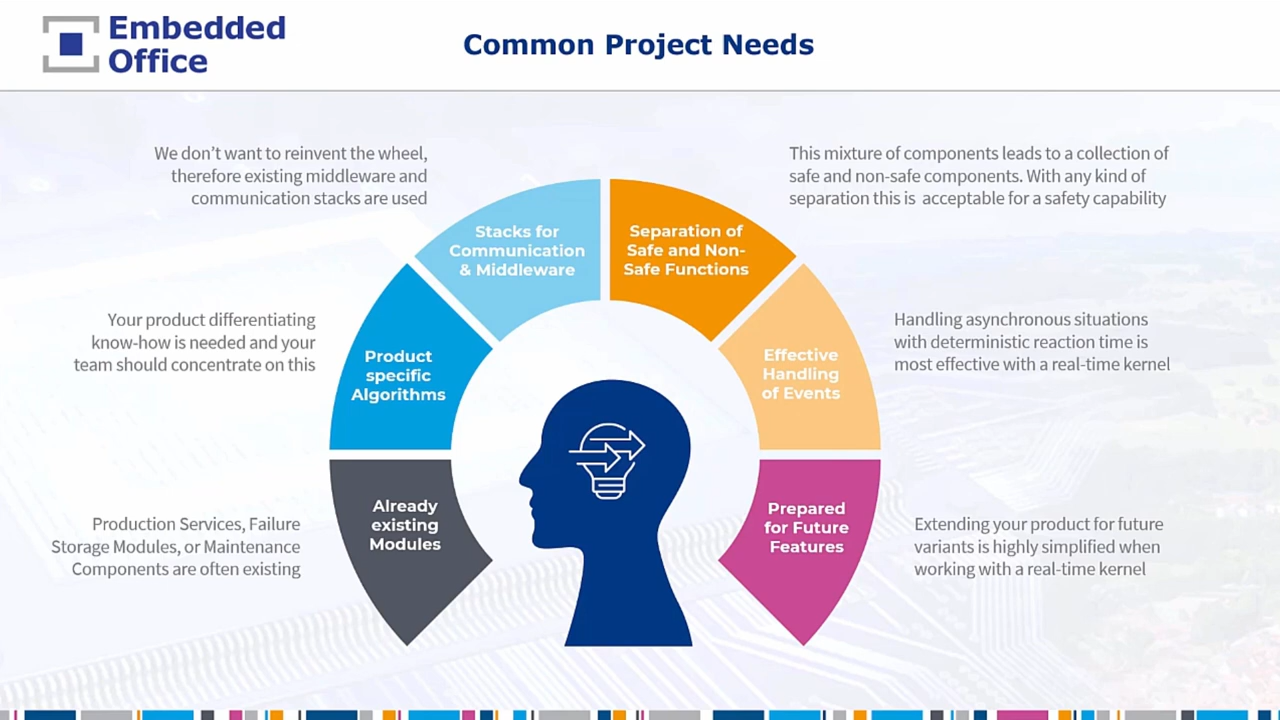 Embedded
Office
Common Project Needs
We don’t want to reinvent the wheel,
therefore existing middleware and
communication stacks are used
This mixture of components leads to a collection of
safe and non-safe components. With any kind of
separation this is  acceptable for a safety capability
Stacks for
Communication
& Middleware
Separation of
Safe and Non-
Safe Functions
Your product differentiating
know-how is needed and your
team should concentrate on this
Product
specific
Algorithms
Effective
Handling
of Events
Handling asynchronous situations
with deterministic reaction time is
most effective with a real-time kernel
Production Services, Failure
Storage Modules, or Maintenance
Components are often existing
Already
existing
Modules
Prepared
for Future
Features
Extending your product for future
variants is highly simplified when
working with a real-time kernel